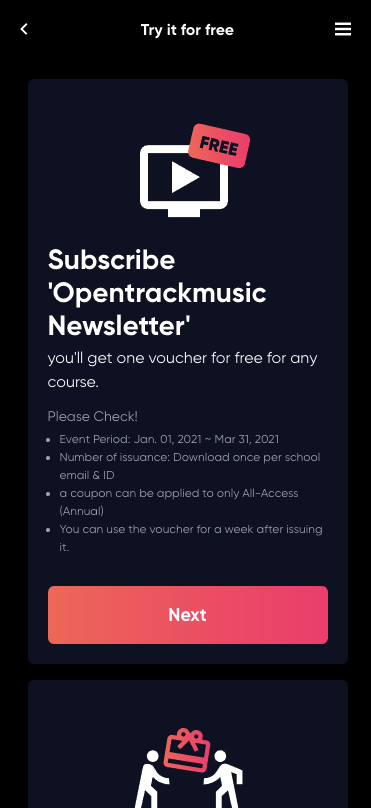 Try it for free
FREE
Subscribe
'Opentrackmusic
Newsletter'
you'll get one voucher for free for any
course.
Please Check!
Event Period: Jan. 01, 2021 ~ Mar 31, 2021
Number of issuance: Download once per school
email & ID
a coupon can be applied to only All-Access
(Annual)
You can use the voucher for a week after issuing
it.
Next